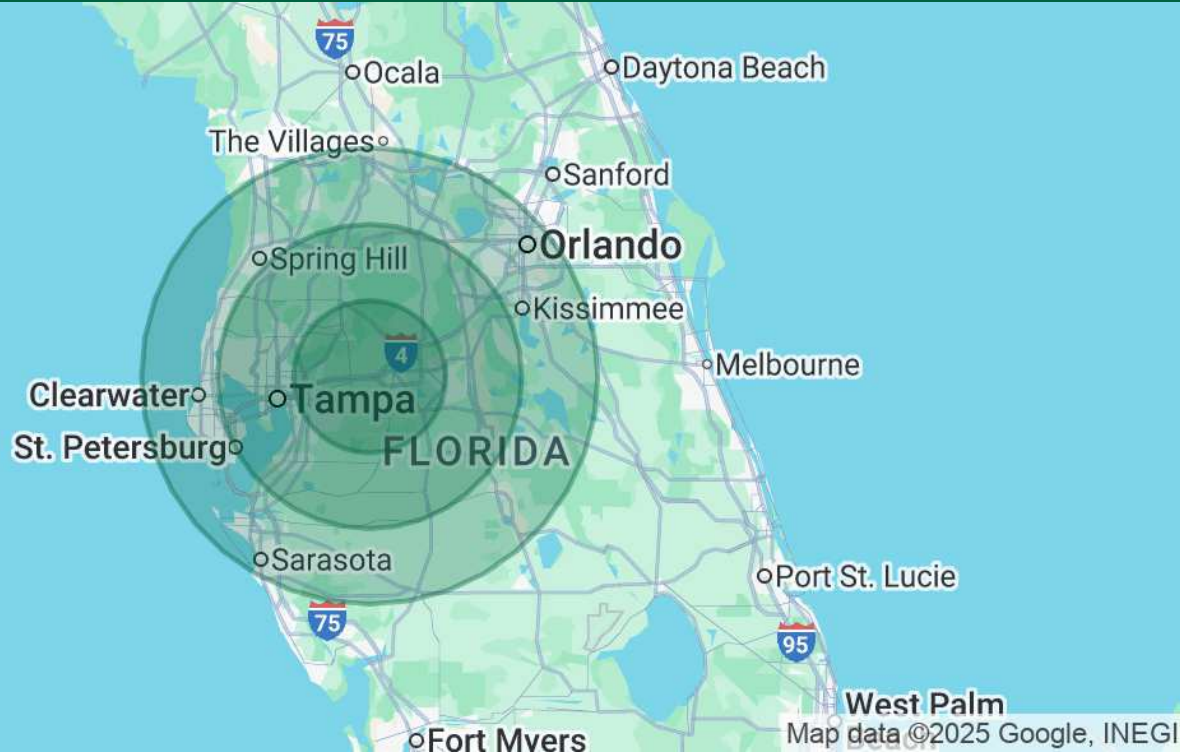 75
Ocala
Daytona Beach
The Villages
Sanford
Orlando
Spring Hill
Kissimmee
4
Melbourne
Clearwater
Tampa
St. Petersburg
FLORIDA
Sarasota
Port St. Lucie
75
95
West Palm
Beach
Map data ©2025 Google, INEGI
Fort Myers